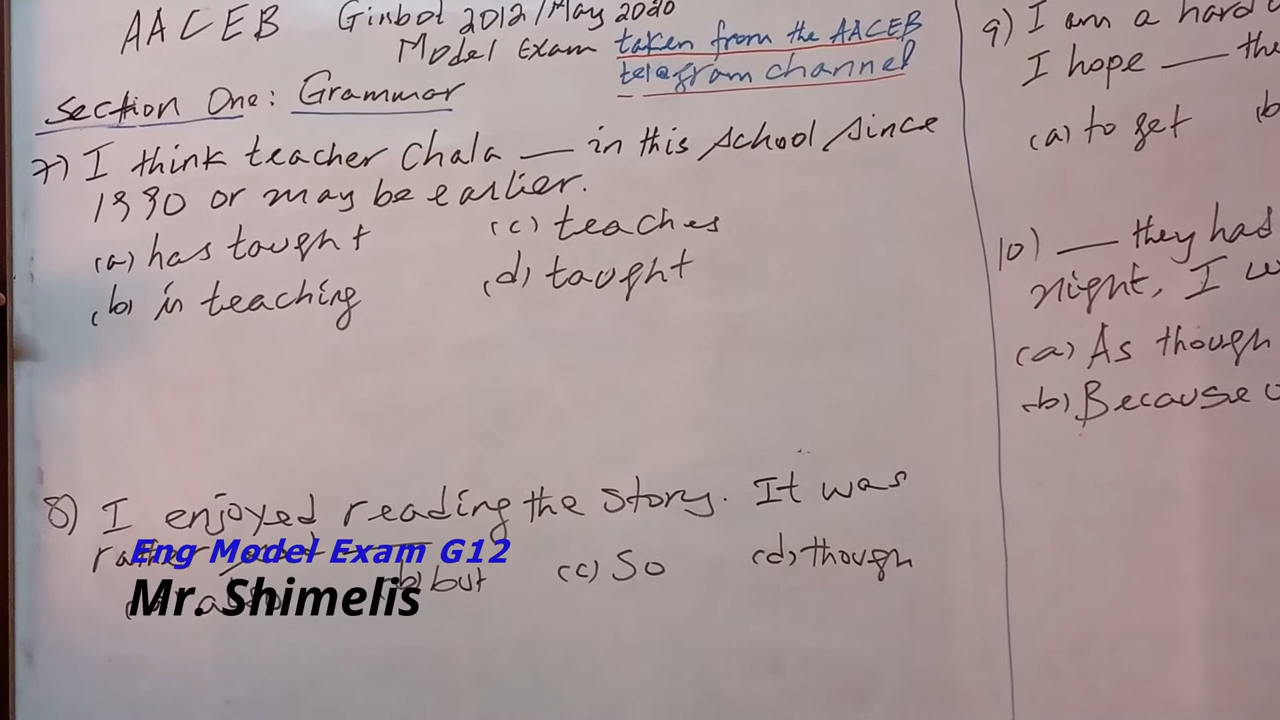 AACEB Ginbot 2012/May 2020
Model Exam taken from the AACEB
telegram channel
Section One: Grammar
7) I think teacher Chala __ in this school since
1990 or may be earlier.
(a) has taught (c) teaches
(b) is teaching (d) taught
8) I enjoyed reading the story. It was
(b) but (c) So (d) though
Eng Model Exam G12
Mr. Shimelis
9) I am a hard
I hope __ the
(a) to get (b
10) __ they had
night, I w
(a) As though
(b) Because